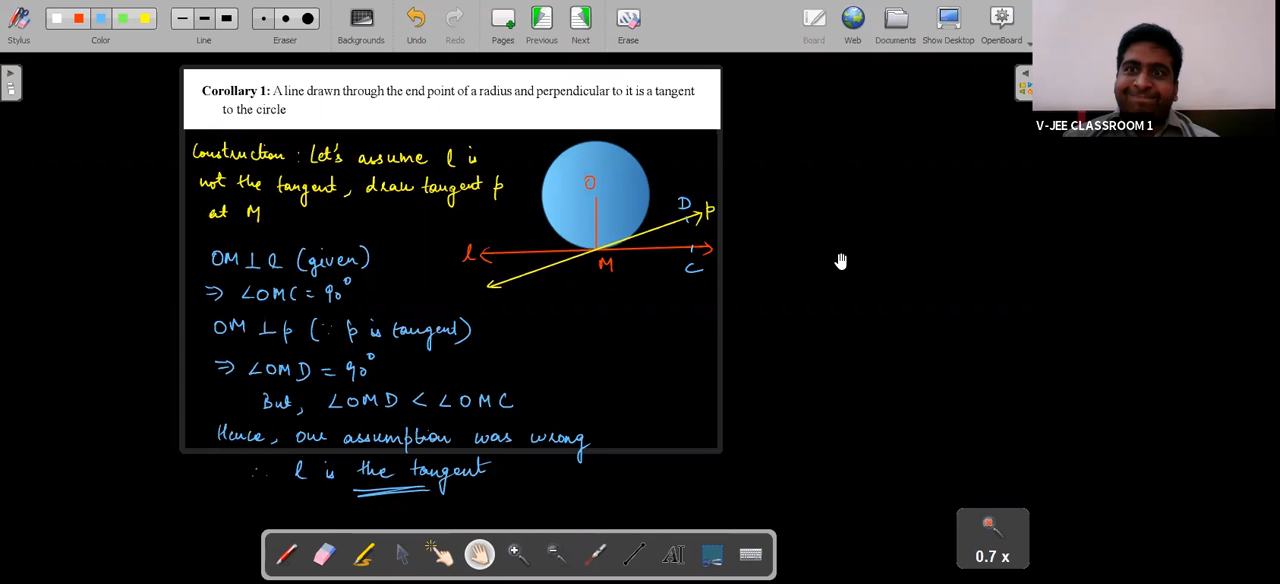 Stylus
Color
Line
Eraser
Backgrounds
Undo
Redo
Pages
Previous
Next
Erase
Board
Web
Documents
Show Desktop
OpenBoard
V-JEE CLASSROOM 1
Corollary 1: A line drawn through the end point of a radius and perpendicular to it is a tangent
to the circle
Construction : Let's assume l is
not the tangent, draw tangent p
at M
O
D
p
l
M
C
OM ⊥ l (given)
⇒ ∠OMC = 90°
OM ⊥ p (∵ p is tangent)
⇒ ∠OMD = 90°
But, ∠OMD < ∠OMC
Hence, our assumption was wrong
∴ l is the tangent
AI
0.7 x